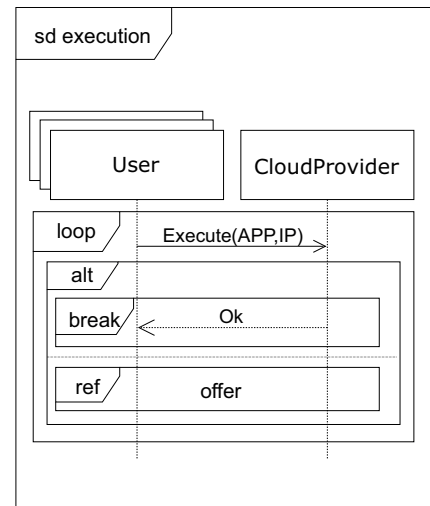 sd execution
User
CloudProvider
loop
Execute(APP,IP)
alt
break
Ok
ref
offer